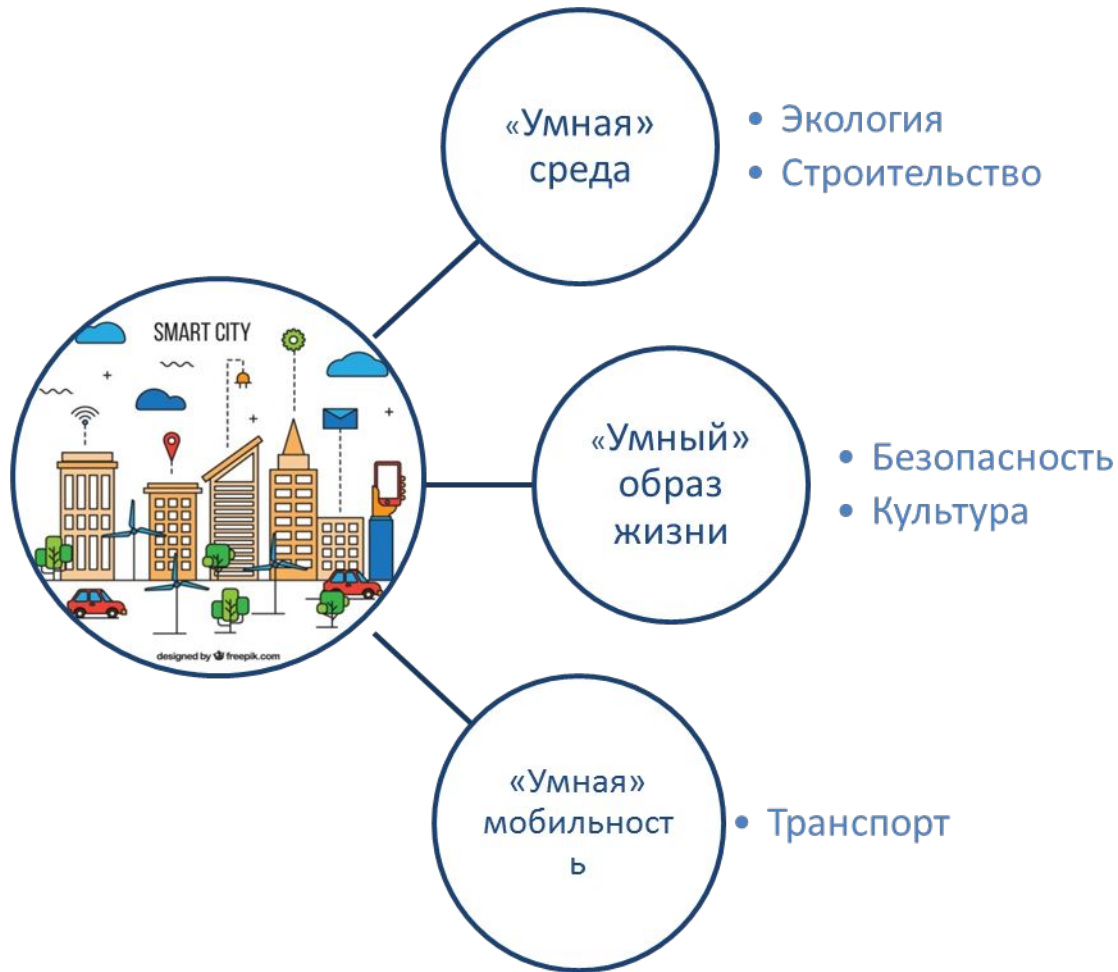 «Умная»
среда
• Экология
• Строительство
SMART CITY
designed by freepik.com
«Умный»
образ
жизни
• Безопасность
• Культура
«Умная»
мобильност
ь
• Транспорт